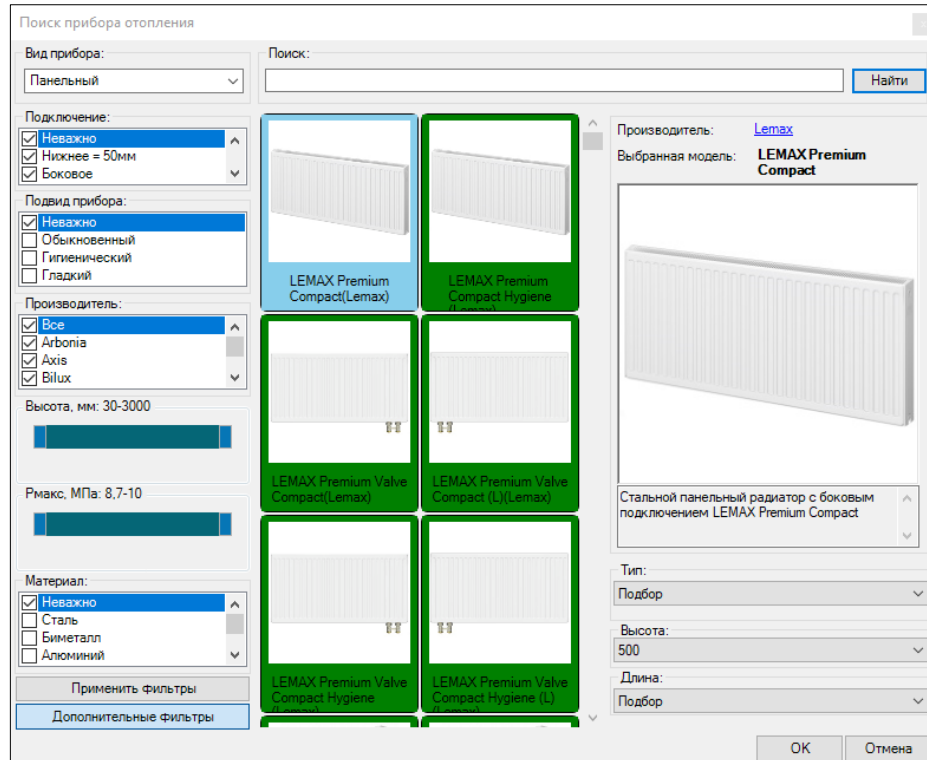 Поиск прибора отопления
Вид прибора:
Панельный
Поиск:
Найти
Подключение:
Неважно
Нижнее = 50мм
Боковое
Подвид прибора:
Неважно
Обыкновенный
Гигиенический
Гладкий
Производитель:
Все
Arbonia
Axis
Bilux
Высота, мм: 30-3000
Рмакс, МПа: 8,7-10
Материал:
Неважно
Сталь
Биметалл
Алюминий
Применить фильтры
Дополнительные фильтры
LEMAX Premium
Compact(Lemax)
LEMAX Premium
Compact Hygiene
(Lemax)
LEMAX Premium Valve
Compact(Lemax)
LEMAX Premium Valve
Compact (L)(Lemax)
LEMAX Premium Valve
Compact Hygiene
(Lemax)
LEMAX Premium Valve
Compact Hygiene (L)
(Lemax)
Производитель: Lemax
Выбранная модель: LEMAX Premium
Compact
Стальной панельный радиатор с боковым
подключением LEMAX Premium Compact
Тип:
Подбор
Высота:
500
Длина:
Подбор
OK
Отмена